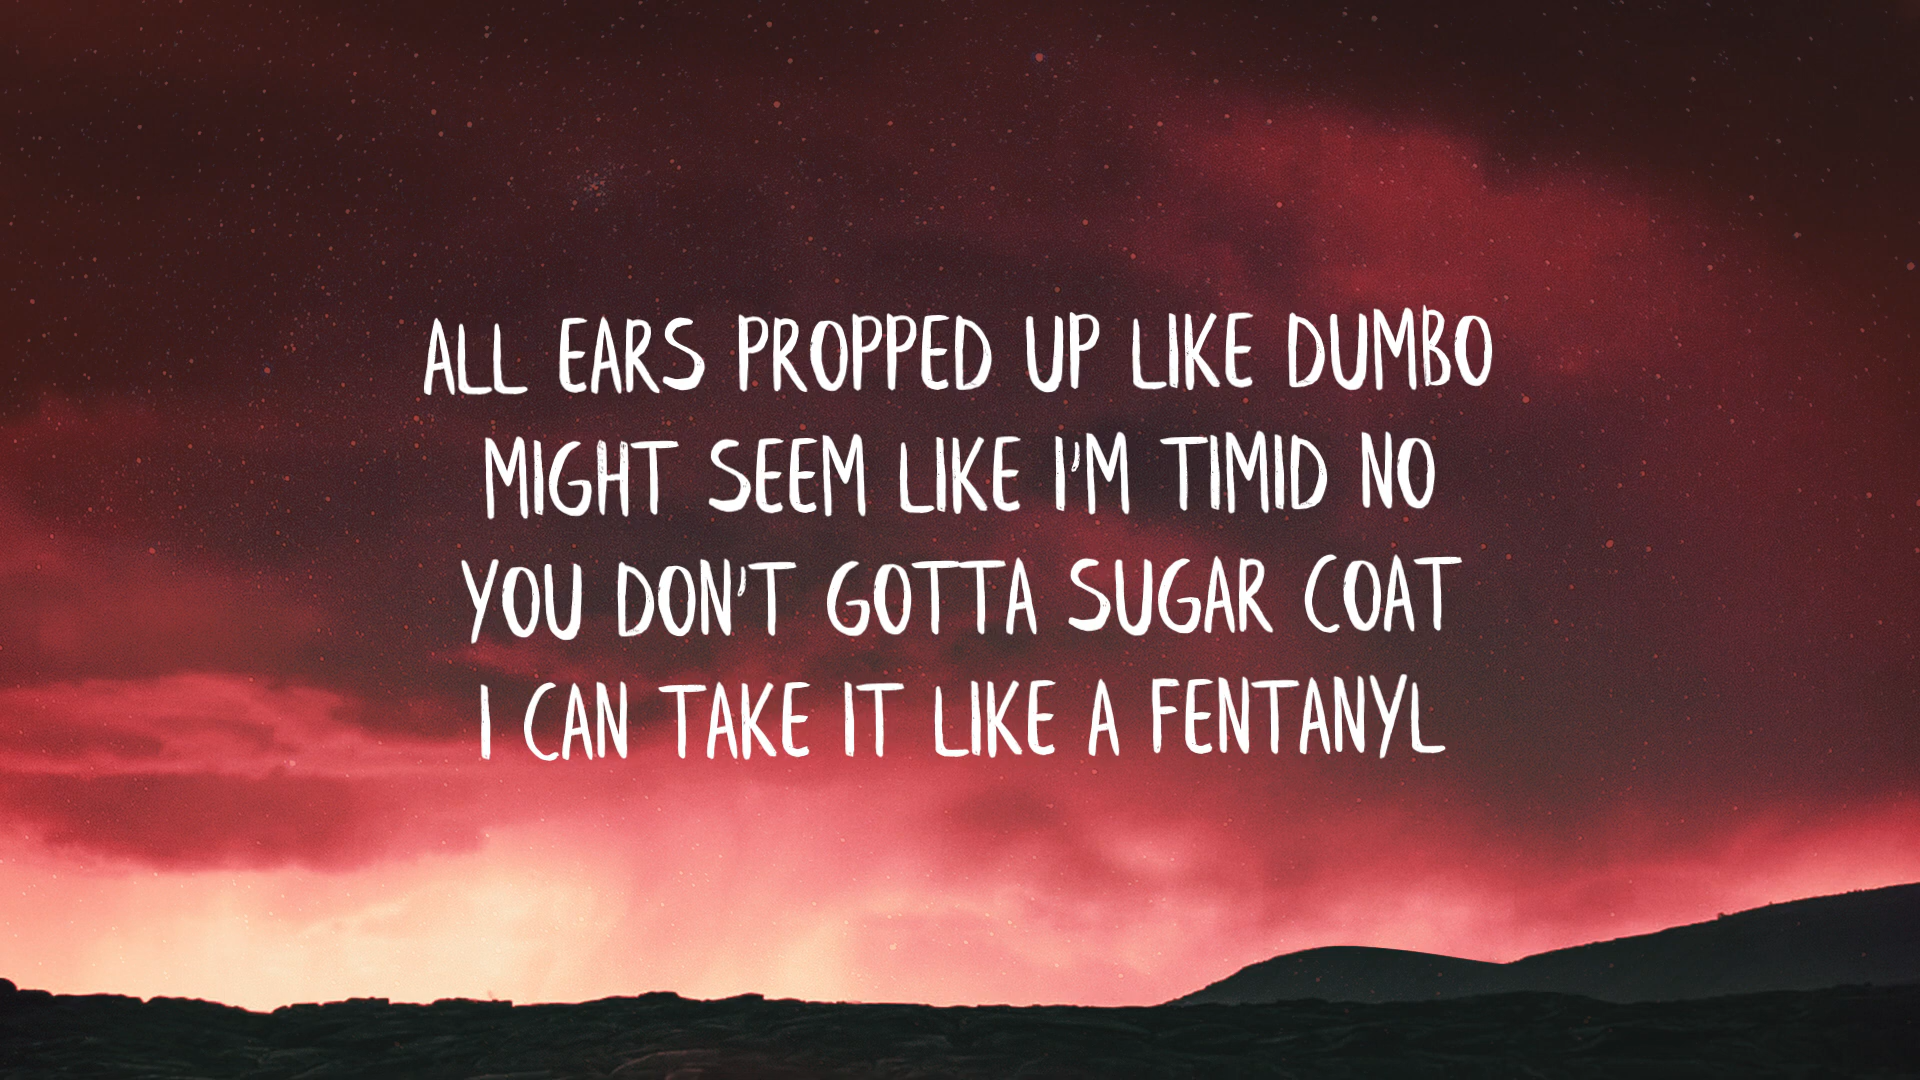 ALL EARS PROPPED UP LIKE DUMBO
MIGHT SEEM LIKE I'M TIMID NO
YOU DON'T GOTTA SUGAR COAT
I CAN TAKE IT LIKE A FENTANYL